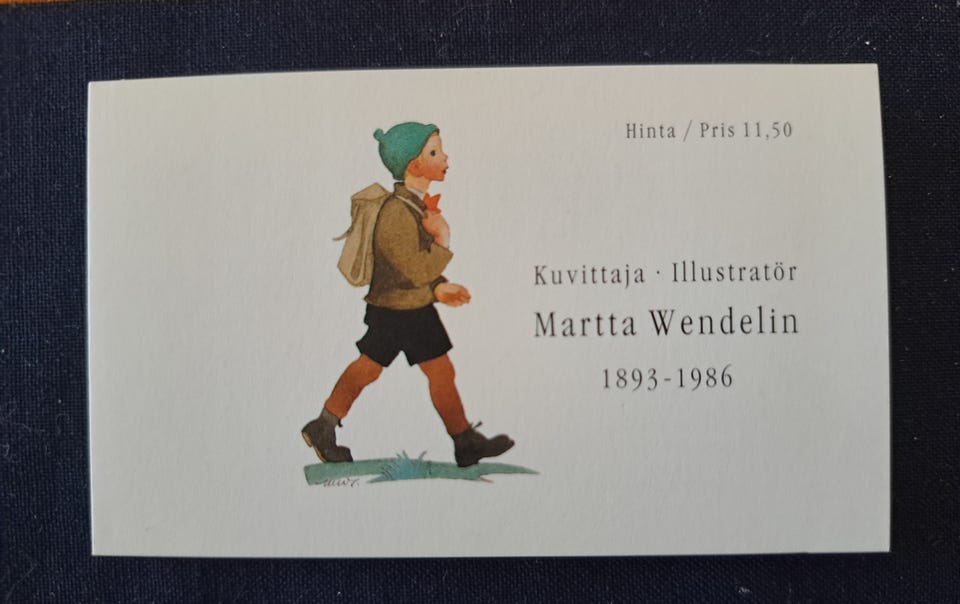 Hinta / Pris 11,50
Kuvittaja · Illustratör
Martta Wendelin
1893-1986